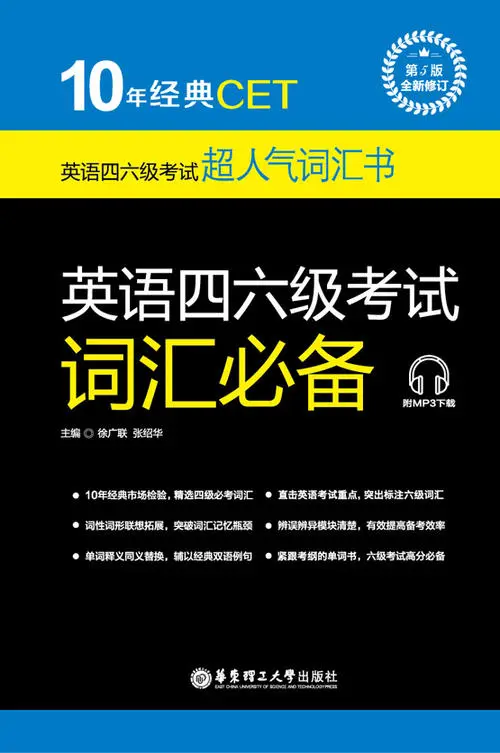 10年经典CET
第5版
全新修订
英语四六级考试超人气词汇书
英语四六级考试
词汇必备
附MP3下载
主编◎徐广联 张绍华
• 10年经典市场检验，精选四级必考词汇
• 词性词形联想拓展，突破词汇记忆瓶颈
• 单词释义同义替换，辅以经典双语例句
• 直击英语考试重点，突出标注六级词汇
• 辨误辨异模块清楚，有效提高备考效率
• 紧跟考纲的单词书，六级考试高分必备
华东理工大学出版社
EAST CHINA UNIVERSITY OF SCIENCE AND TECHNOLOGY PRESS